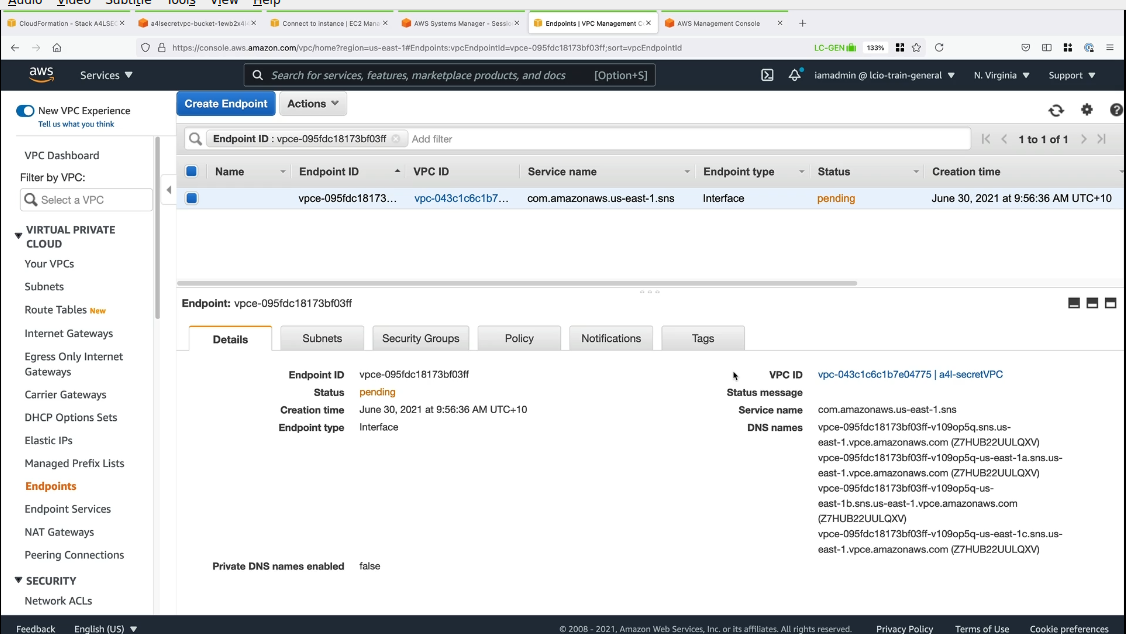 Audio Video Subtitle Tools View Help
CloudFormation - Stack A4LSEC × a4lsecretvpc-bucket-1ewb2x4l × Connect to instance | EC2 Mana × AWS Systems Manager - Sessio × Endpoints | VPC Management C × AWS Management Console × +
https://console.aws.amazon.com/vpc/home?region=us-east-1#Endpoints:vpcEndpointId=vpce-095fdc18173bf03ff;sort=vpcEndpointId LC-GEN 133%
aws Services ▼ Search for services, features, marketplace products, and docs [Option+S] iamadmin @ lcio-train-general ▼ N. Virginia ▼ Support ▼
New VPC Experience
Tell us what you think
Create Endpoint Actions
Endpoint ID : vpce-095fdc18173bf03ff Add filter 1 to 1 of 1
Name Endpoint ID VPC ID Service name Endpoint type Status Creation time
vpce-095fdc18173... vpc-043c1c6c1b7... com.amazonaws.us-east-1.sns Interface pending June 30, 2021 at 9:56:36 AM UTC+10
VPC Dashboard
Filter by VPC:
Select a VPC
VIRTUAL PRIVATE
CLOUD
Your VPCs
Subnets
Route Tables New
Internet Gateways
Egress Only Internet
Gateways
Carrier Gateways
DHCP Options Sets
Elastic IPs
Managed Prefix Lists
Endpoints
Endpoint Services
NAT Gateways
Peering Connections
SECURITY
Network ACLs
Endpoint: vpce-095fdc18173bf03ff
Details Subnets Security Groups Policy Notifications Tags
Endpoint ID vpce-095fdc18173bf03ff
Status pending
Creation time June 30, 2021 at 9:56:36 AM UTC+10
Endpoint type Interface
Private DNS names enabled false
VPC ID vpc-043c1c6c1b7e04775 | a4l-secretVPC
Status message
Service name com.amazonaws.us-east-1.sns
DNS names vpce-095fdc18173bf03ff-v109op5q.sns.us-
east-1.vpce.amazonaws.com (Z7HUB22UULQXV)
vpce-095fdc18173bf03ff-v109op5q-us-east-1a.sns.us-
east-1.vpce.amazonaws.com (Z7HUB22UULQXV)
vpce-095fdc18173bf03ff-v109op5q-us-
east-1b.sns.us-east-1.vpce.amazonaws.com
(Z7HUB22UULQXV)
vpce-095fdc18173bf03ff-v109op5q-us-east-1c.sns.us-
east-1.vpce.amazonaws.com (Z7HUB22UULQXV)
Feedback English (US) ▼ © 2008 - 2021, Amazon Web Services, Inc. or its affiliates. All rights reserved. Privacy Policy Terms of Use Cookie preferences